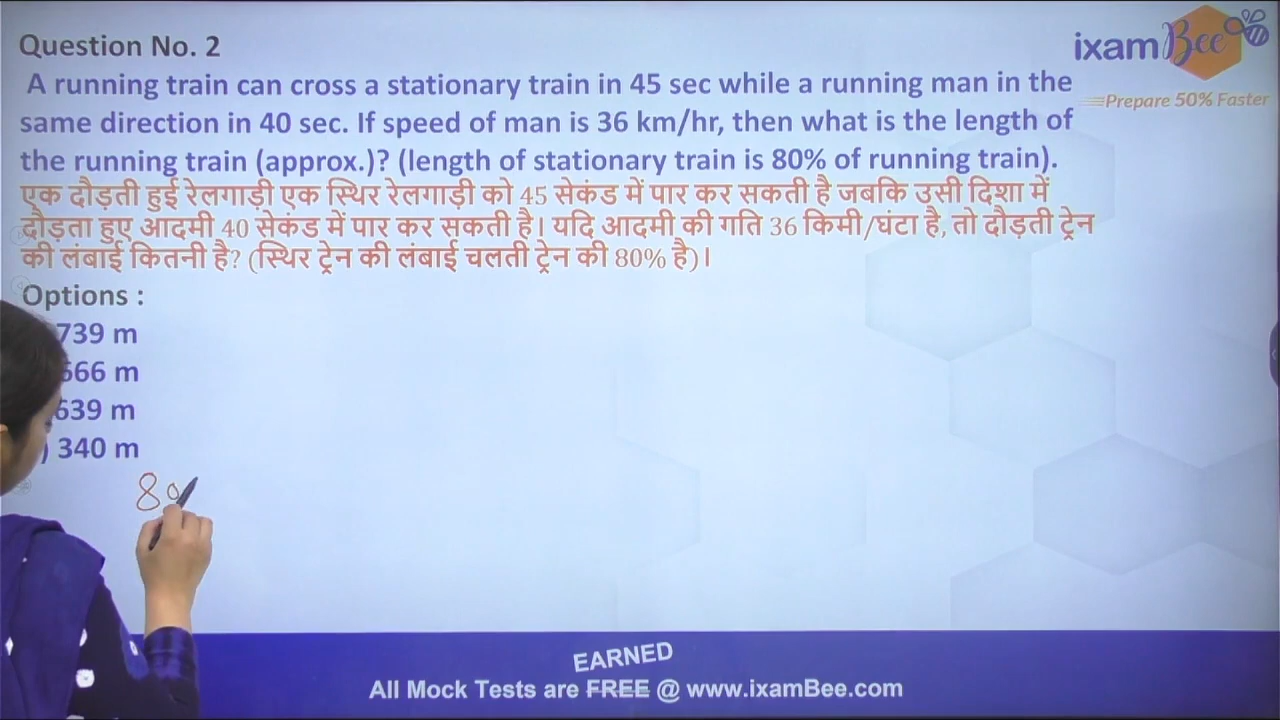 Question No. 2
ixamBee
Prepare 50% Faster
A running train can cross a stationary train in 45 sec while a running man in the
same direction in 40 sec. If speed of man is 36 km/hr, then what is the length of
the running train (approx.)? (length of stationary train is 80% of running train).
एक दौड़ती हुई रेलगाड़ी एक स्थिर रेलगाड़ी को 45 सेकंड में पार कर सकती है जबकि उसी दिशा में
दौड़ता हुए आदमी 40 सेकंड में पार कर सकती है। यदि आदमी की गति 36 किमी/घंटा है, तो दौड़ती ट्रेन
की लंबाई कितनी है? (स्थिर ट्रेन की लंबाई चलती ट्रेन की 80% है)।
Options :
739 m
666 m
639 m
) 340 m
80
EARNED
All Mock Tests are FREE @ www.ixamBee.com